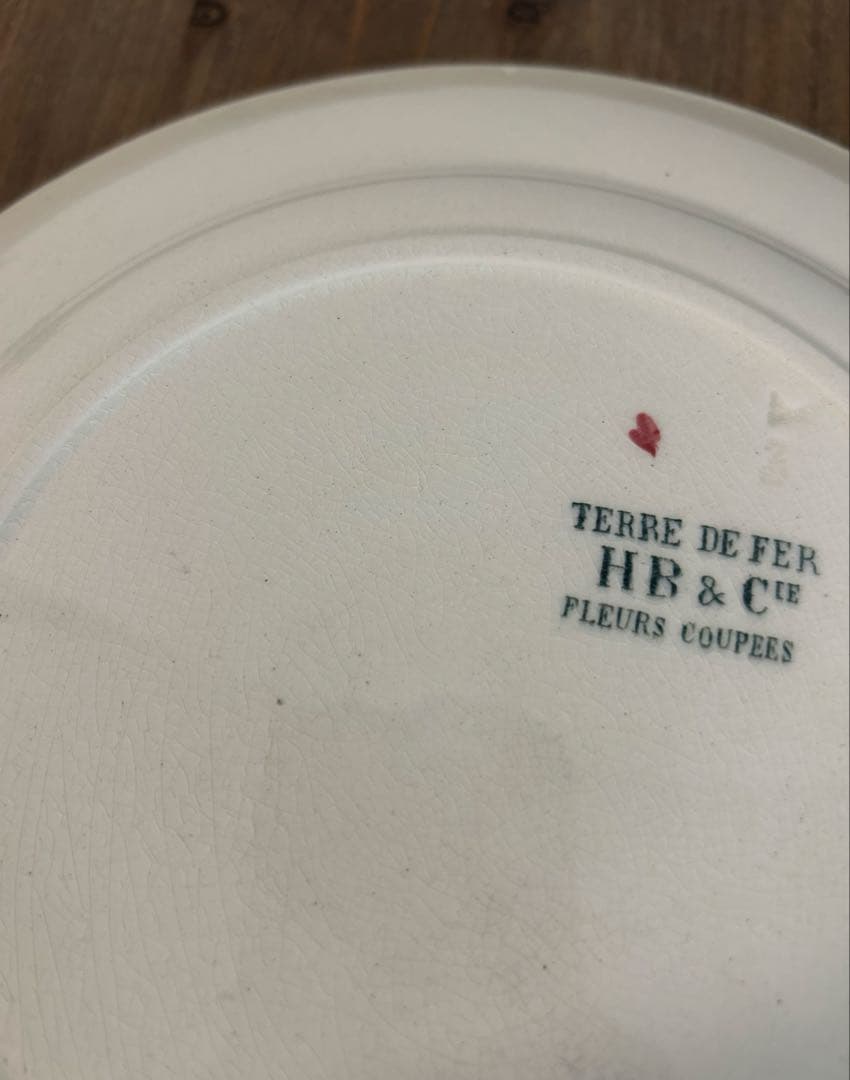 TERRE DE FER
HB & CIE
FLEURS COUPEES